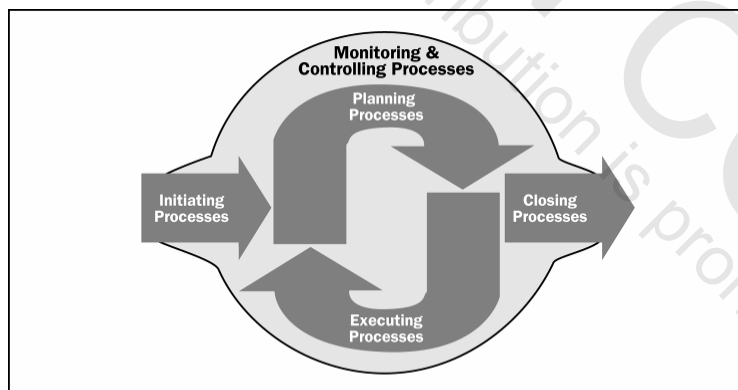 Monitoring &
Controlling Processes
Planning
Processes
Initiating
Processes
Closing
Processes
Executing
Processes